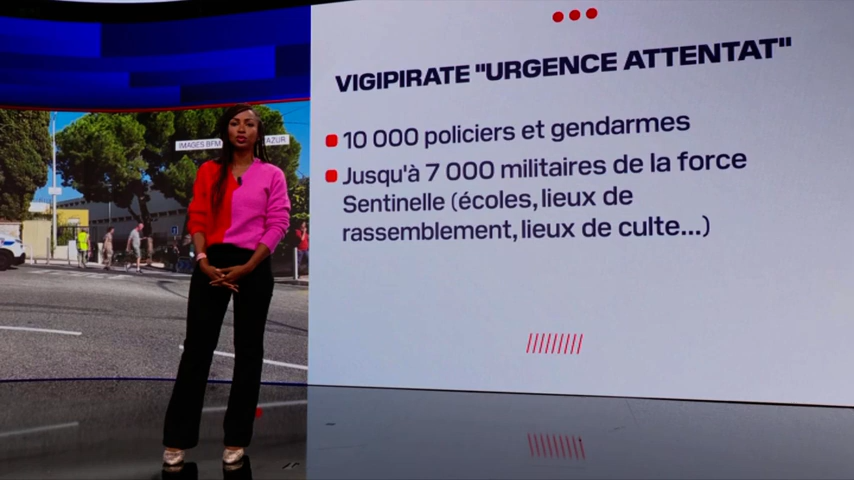 VIGIPIRATE "URGENCE ATTENTAT"
10 000 policiers et gendarmes
Jusqu'à 7 000 militaires de la force
Sentinelle (écoles, lieux de
rassemblement, lieux de culte...)
IMAGES BFM AZUR